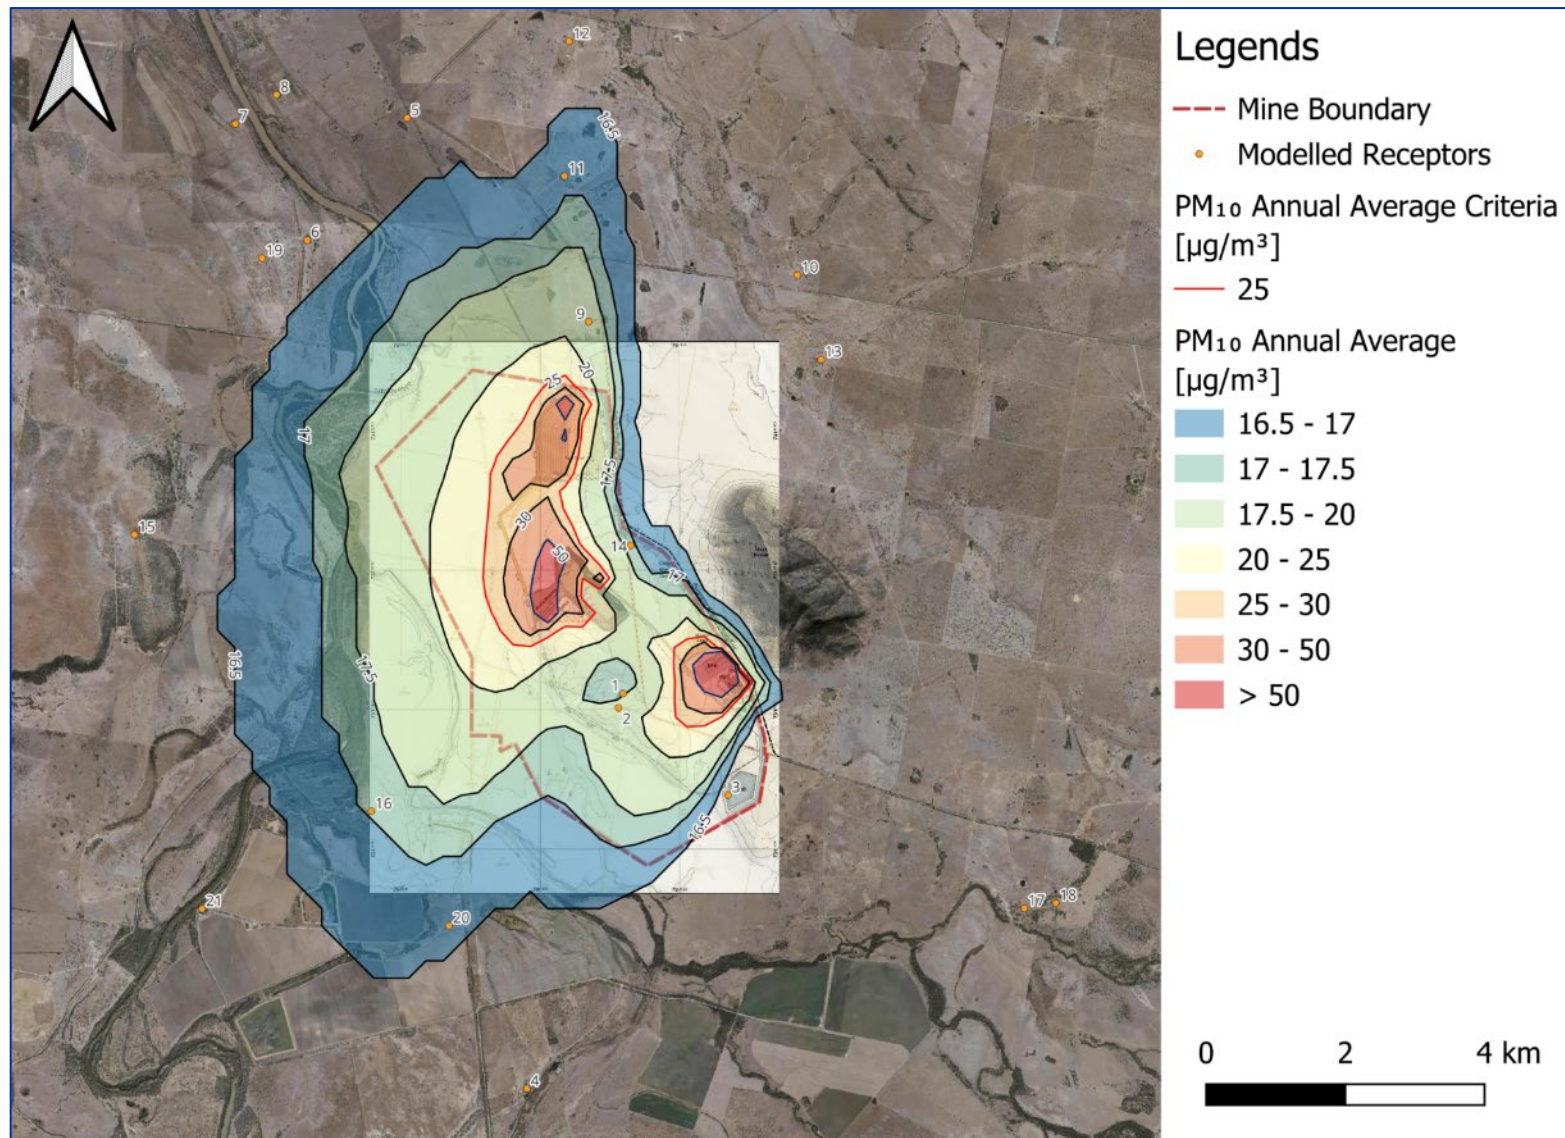 Legends
Mine Boundary
Modelled Receptors
PM₁₀ Annual Average Criteria
[µg/m³]
25
PM₁₀ Annual Average
[µg/m³]
16.5 - 17
17 - 17.5
17.5 - 20
20 - 25
25 - 30
30 - 50
> 50
0 2 4 km
12
8
7
5
16.5
11
6
19
10
9
13
20
25
17
17.5
30
15
14
50
17
16.5
17.5
1
2
3
16
16.5
21
20
17
18
4